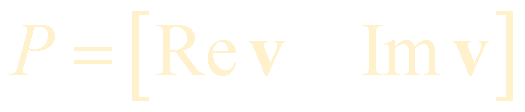 P = [Re v Im v]